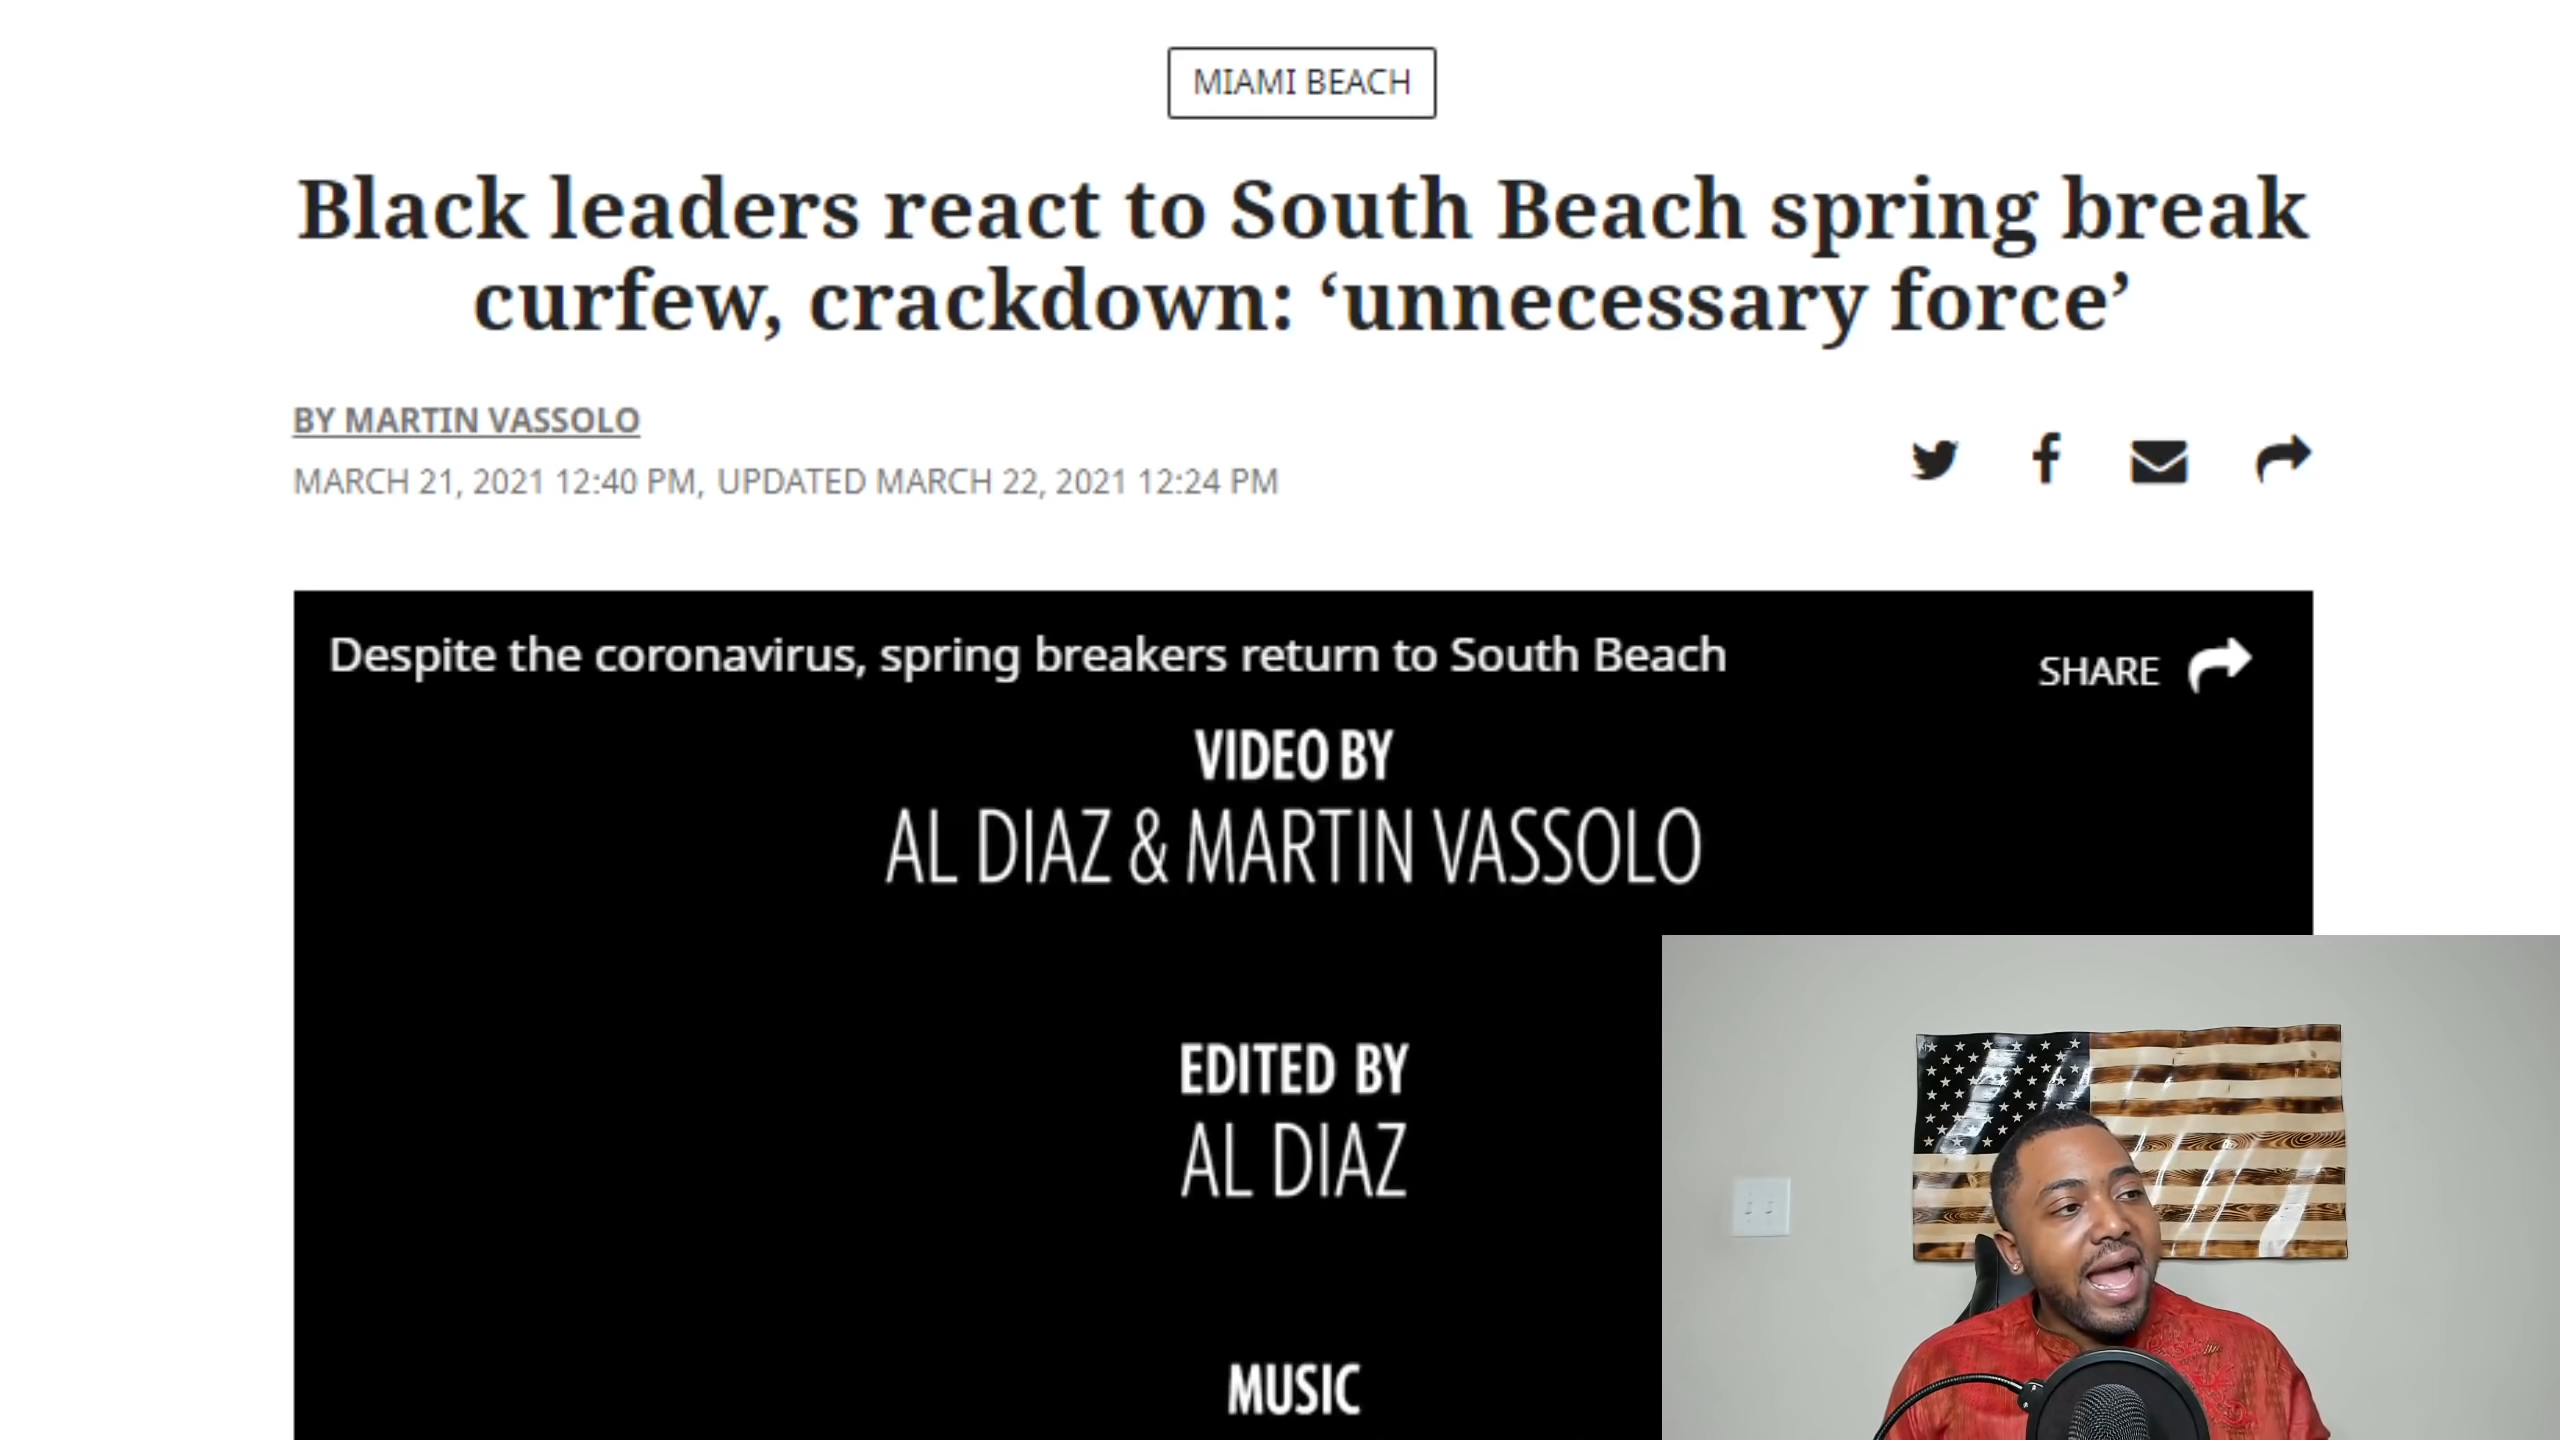 MIAMI BEACH
Black leaders react to South Beach spring break
curfew, crackdown: ‘unnecessary force’
BY MARTIN VASSOLO
MARCH 21, 2021 12:40 PM, UPDATED MARCH 22, 2021 12:24 PM
Despite the coronavirus, spring breakers return to South Beach
SHARE
VIDEO BY
AL DIAZ & MARTIN VASSOLO
EDITED BY
AL DIAZ
MUSIC